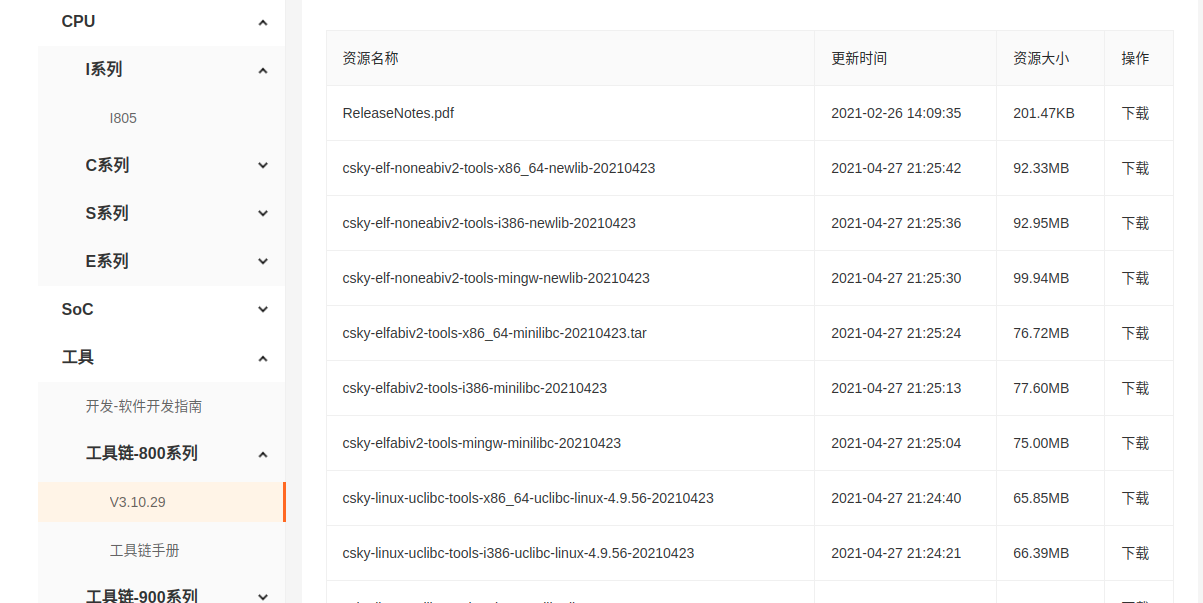 CPU
I系列
I805
C系列
S系列
E系列
SoC
工具
开发-软件开发指南
工具链-800系列
V3.10.29
工具链手册
工具链-900系列
资源名称 更新时间 资源大小 操作
ReleaseNotes.pdf 2021-02-26 14:09:35 201.47KB 下载
csky-elf-noneabiv2-tools-x86_64-newlib-20210423 2021-04-27 21:25:42 92.33MB 下载
csky-elf-noneabiv2-tools-i386-newlib-20210423 2021-04-27 21:25:36 92.95MB 下载
csky-elf-noneabiv2-tools-mingw-newlib-20210423 2021-04-27 21:25:30 99.94MB 下载
csky-elfabiv2-tools-x86_64-minilibc-20210423.tar 2021-04-27 21:25:24 76.72MB 下载
csky-elfabiv2-tools-i386-minilibc-20210423 2021-04-27 21:25:13 77.60MB 下载
csky-elfabiv2-tools-mingw-minilibc-20210423 2021-04-27 21:25:04 75.00MB 下载
csky-linux-uclibc-tools-x86_64-uclibc-linux-4.9.56-20210423 2021-04-27 21:24:40 65.85MB 下载
csky-linux-uclibc-tools-i386-uclibc-linux-4.9.56-20210423 2021-04-27 21:24:21 66.39MB 下载